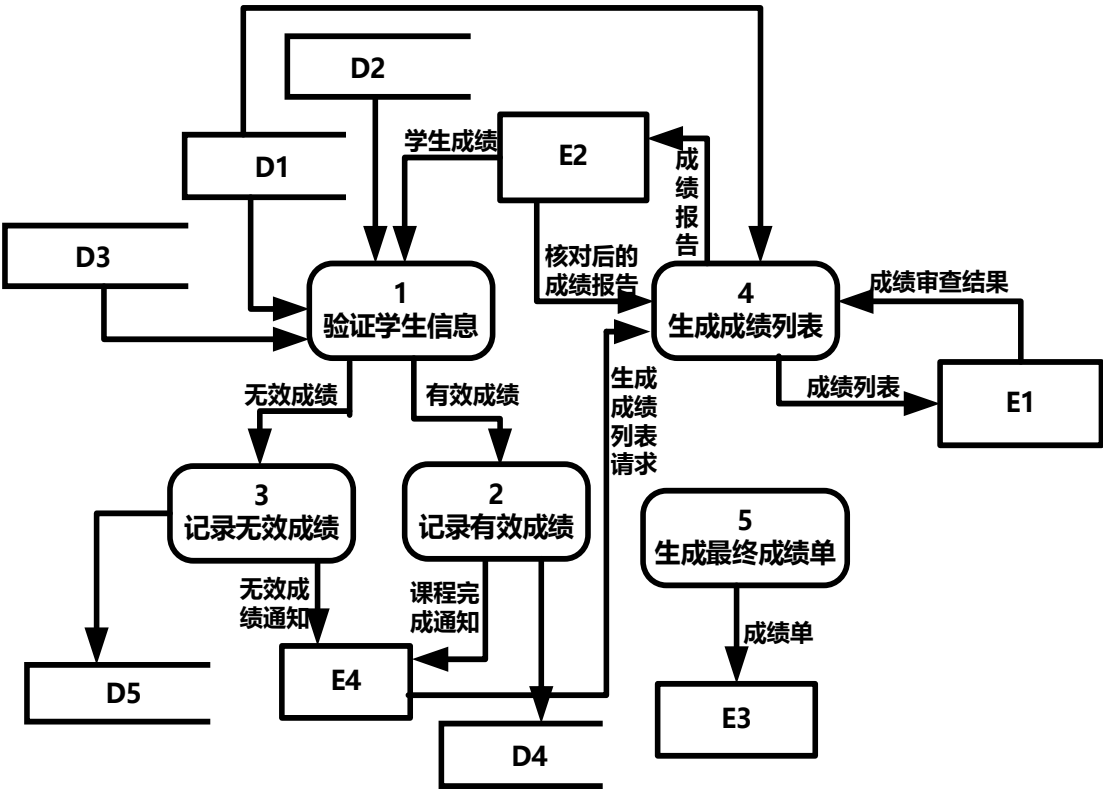 D2
D1
D3
学生成绩
E2
成
绩
报
告
核对后的
成绩报告
1
验证学生信息
4
生成成绩列表
成绩审查结果
成绩列表
E1
无效成绩
有效成绩
生成
成绩
列表
请求
3
记录无效成绩
2
记录有效成绩
5
生成最终成绩单
无效成
绩通知
课程完
成通知
成绩单
E4
D5
D4
E3